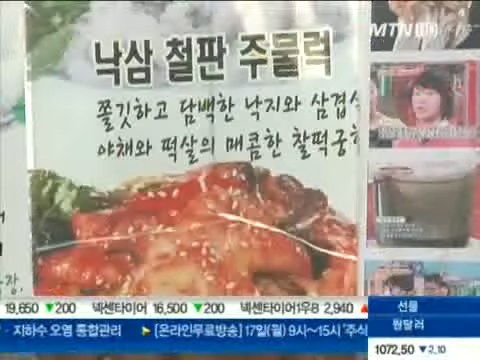 MTN
낙삼 철판 주물럭
쫄깃하고 담백한 낙지와 삼겹
야채와 떡살의 매콤한 찰떡궁
19,650 ▼200 넥센타이어 16,500 ▼200 넥센타이어1우B 2,940 ▲
선물
원달러
1072,50 ▼2,10
· 지하수 오염 통합관리 ▶ [온라인무료방송] 17일(월) 9시~15시 '주식